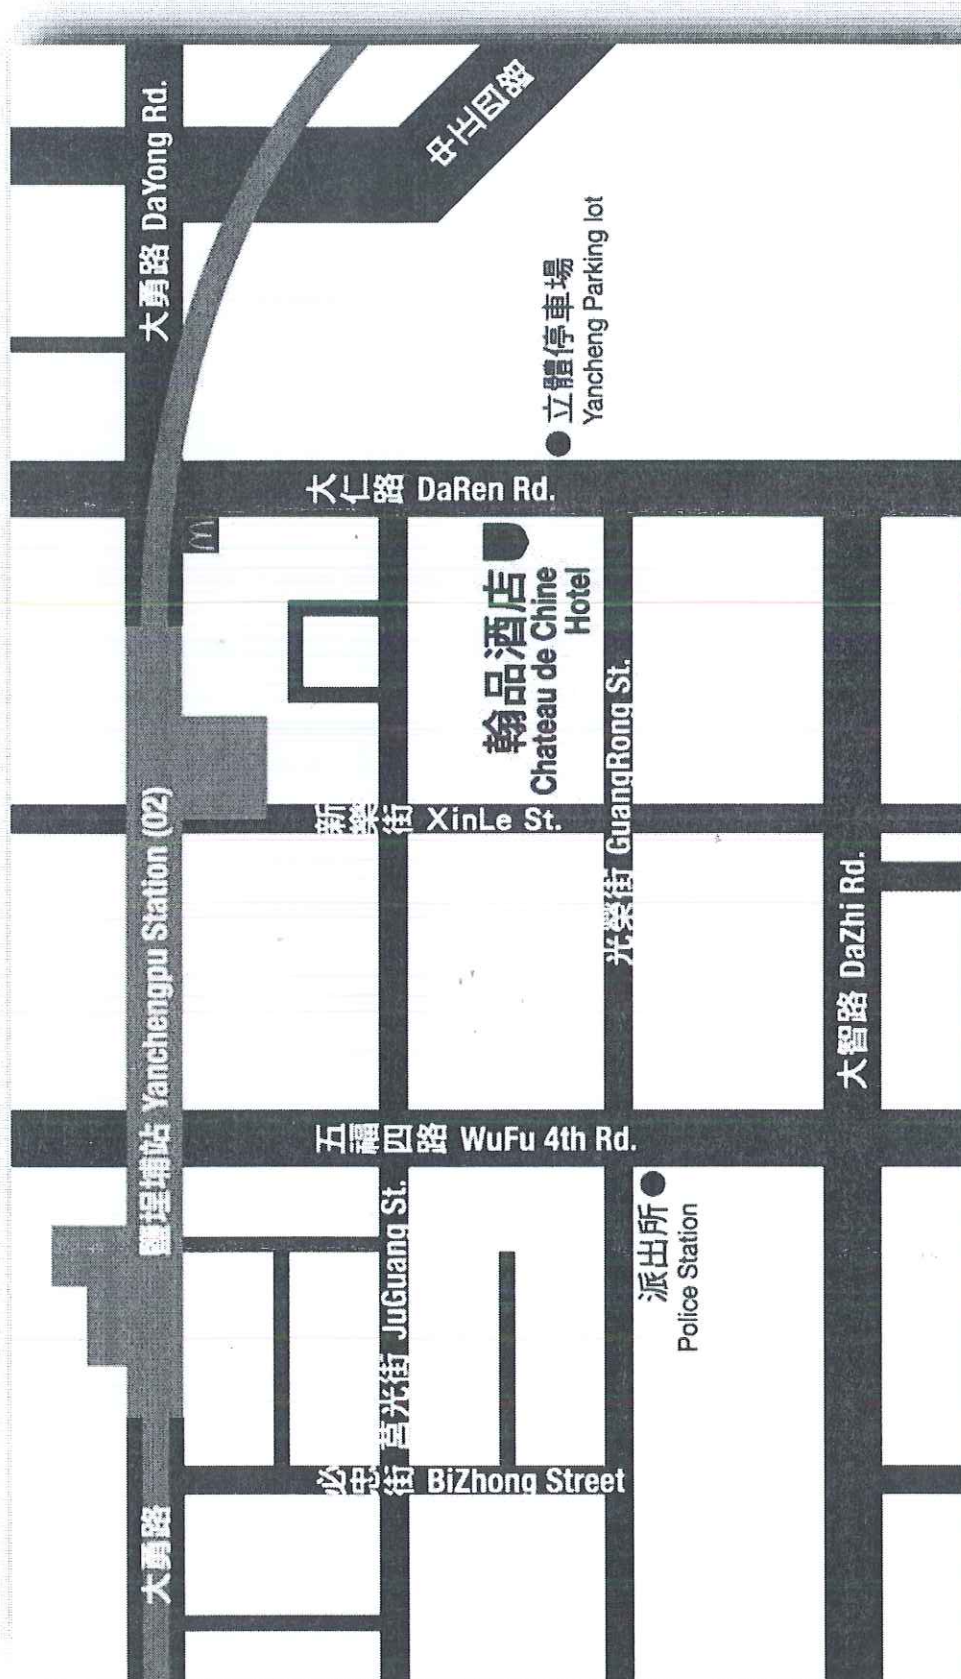 大勇路 DaYong Rd.
中正四路
立體停車場
Yancheng Parking lot
大仁路 DaRen Rd.
翰品酒店
Chateau de Chine
Hotel
新樂街 XinLe St.
光榮街 GuangRong St.
鹽埕埔站 Yanchengpu Station (02)
大智路 DaZhi Rd.
五福四路 WuFu 4th Rd.
派出所
Police Station
莒光街 JuGuang St.
必忠街 BiZhong Street
大勇路